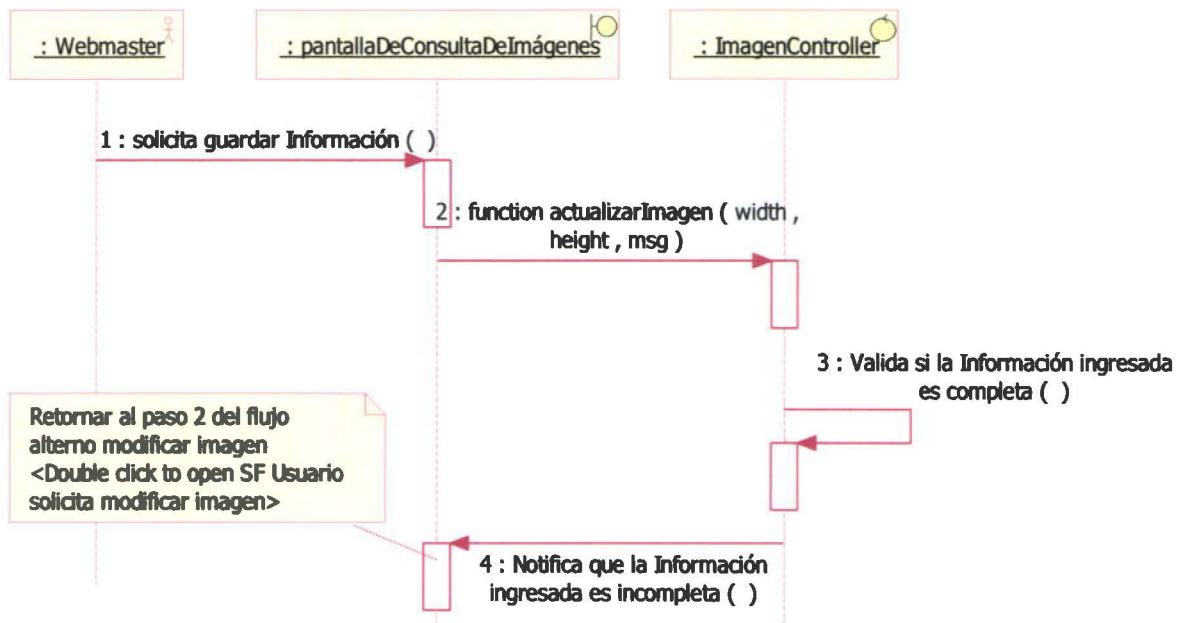 : Webmaster
: pantallaDeConsultaDeImágenes
: ImagenController
1 : solicita guardar Información ( )
2 : function actualizarImagen ( width ,
height , msg )
3 : Valida si la Información ingresada
es completa ( )
Retornar al paso 2 del flujo
alterno modificar imagen
<Double click to open SF Usuario
solicita modificar imagen>
4 : Notifica que la Información
ingresada es incompleta ( )